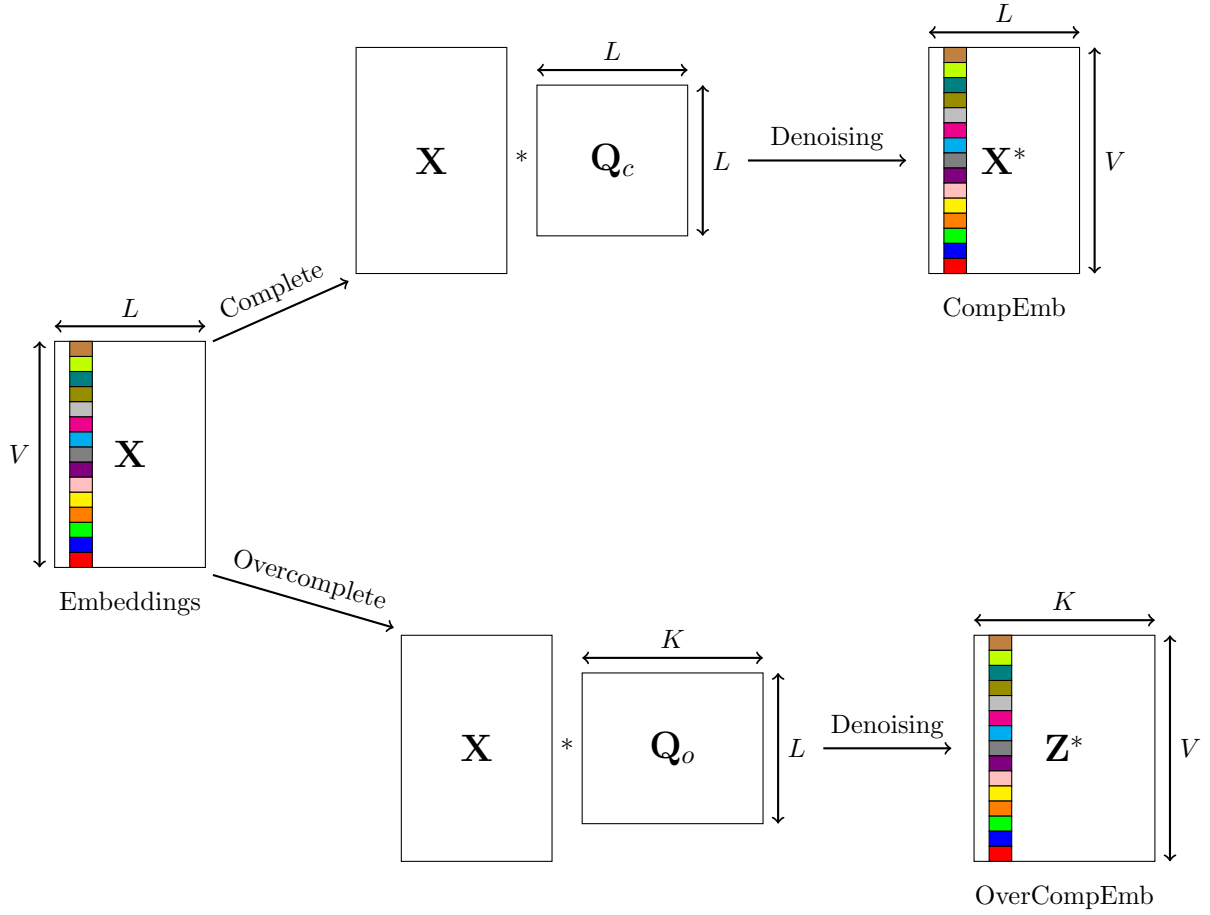 L
L
L
X
*
Q_c
L
Denoising
X*
V
CompEmb
Complete
L
V
X
Embeddings
Overcomplete
K
K
X
*
Q_o
L
Denoising
Z*
V
OverCompEmb